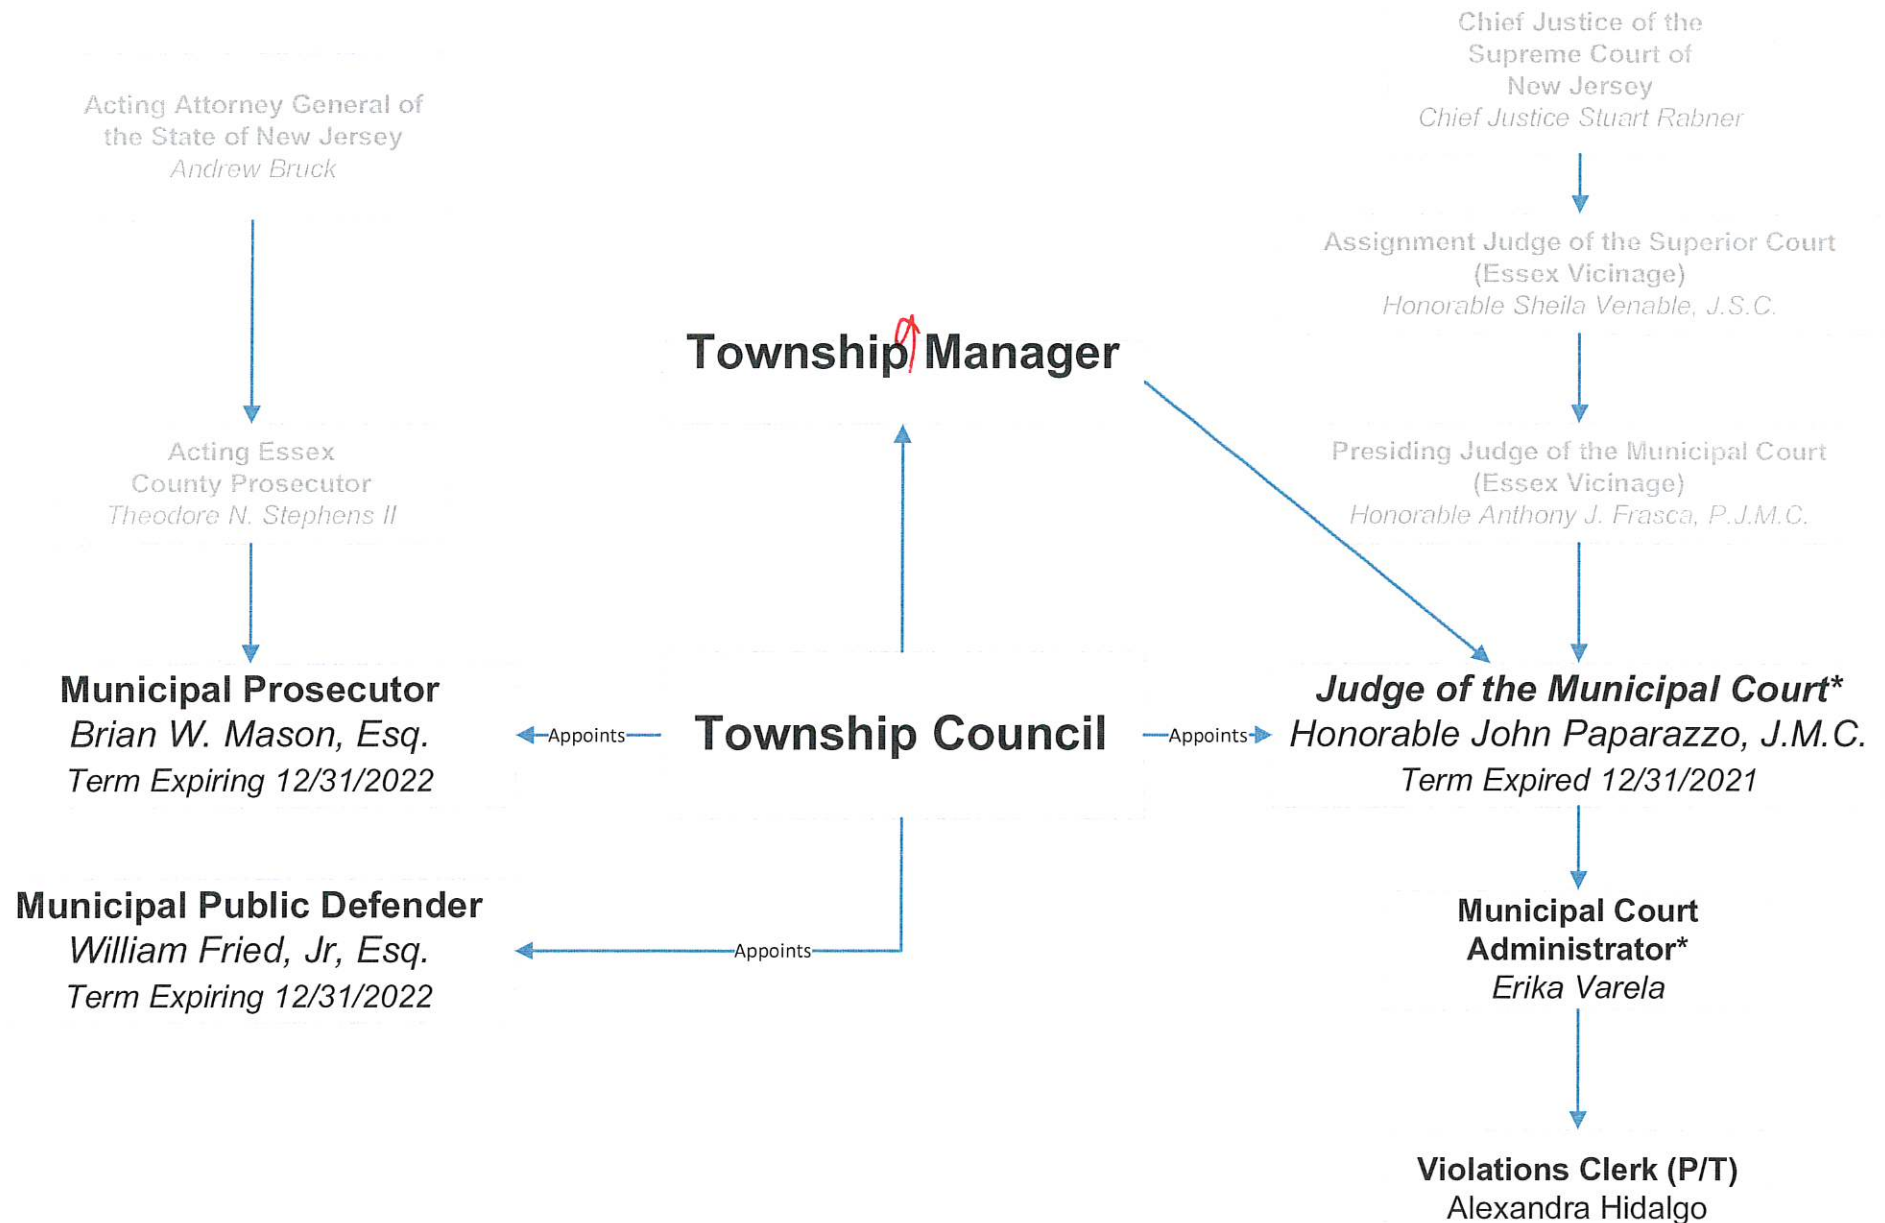 Chief Justice of the
Supreme Court of
New Jersey
Chief Justice Stuart Rabner
Acting Attorney General of
the State of New Jersey
Andrew Bruck
Assignment Judge of the Superior Court
(Essex Vicinage)
Honorable Sheila Venable, J.S.C.
Township Manager
Acting Essex
County Prosecutor
Theodore N. Stephens II
Presiding Judge of the Municipal Court
(Essex Vicinage)
Honorable Anthony J. Frasca, P.J.M.C.
Municipal Prosecutor
Brian W. Mason, Esq.
Term Expiring 12/31/2022
Appoints
Township Council
Appoints
Judge of the Municipal Court*
Honorable John Paparazzo, J.M.C.
Term Expired 12/31/2021
Municipal Public Defender
William Fried, Jr, Esq.
Term Expiring 12/31/2022
Appoints
Municipal Court
Administrator*
Erika Varela
Violations Clerk (P/T)
Alexandra Hidalgo